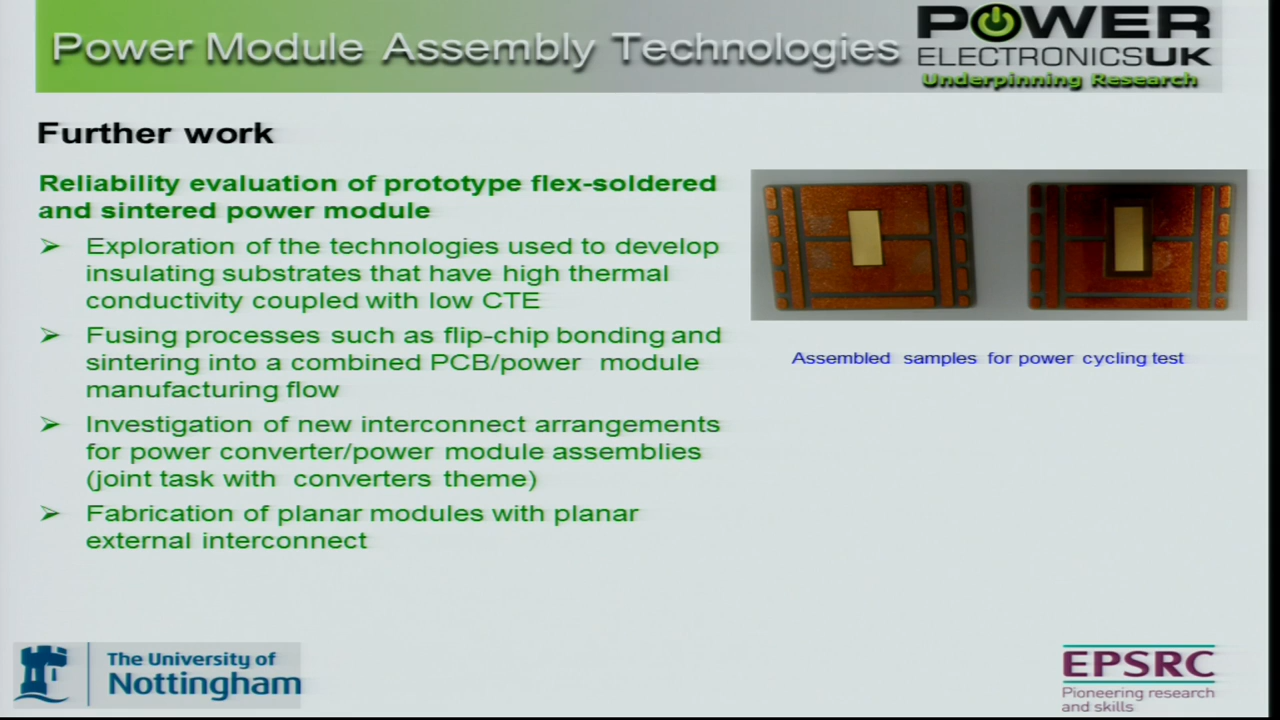 Power Module Assembly Technologies
POWER
ELECTRONICSUK
Underpinning Research
Further work
Reliability evaluation of prototype flex-soldered
and sintered power module
➢ Exploration of the technologies used to develop
insulating substrates that have high thermal
conductivity coupled with low CTE
➢ Fusing processes such as flip-chip bonding and
sintering into a combined PCB/power module
manufacturing flow
➢ Investigation of new interconnect arrangements
for power converter/power module assemblies
(joint task with converters theme)
➢ Fabrication of planar modules with planar
external interconnect
Assembled samples for power cycling test
The University of
Nottingham
EPSRC
Pioneering research
and skills